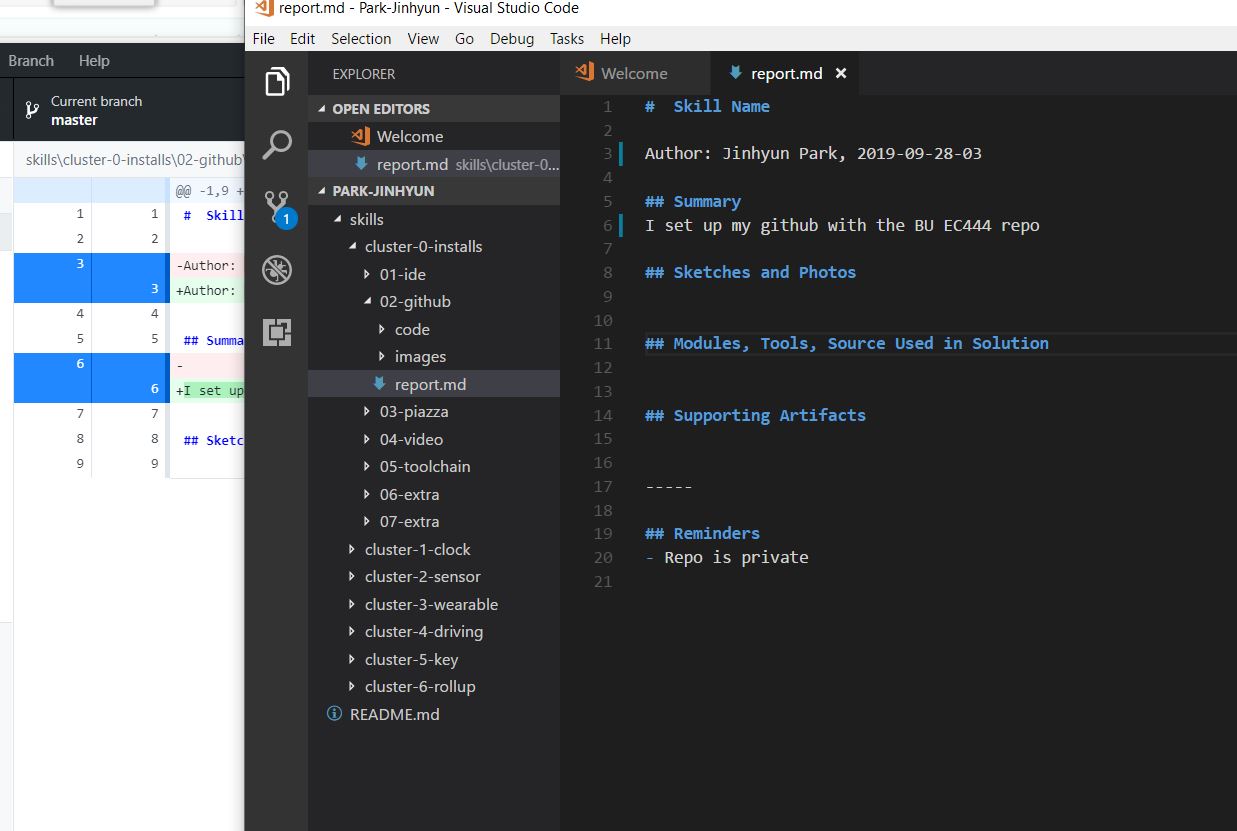 Branch Help
Current branch
master
skills\cluster-0-installs\02-github\
@@ -1,9 +
1 1 # Skill
2 2
3 -Author:
3 +Author:
4 4
5 5 ## Summa
6 -
6 +I set up
7 7
8 8 ## Sketc
9 9
report.md - Park-Jinhyun - Visual Studio Code
File Edit Selection View Go Debug Tasks Help
1
EXPLORER
OPEN EDITORS
Welcome
report.md skills\cluster-0...
PARK-JINHYUN
skills
cluster-0-installs
01-ide
02-github
code
images
report.md
03-piazza
04-video
05-toolchain
06-extra
07-extra
cluster-1-clock
cluster-2-sensor
cluster-3-wearable
cluster-4-driving
cluster-5-key
cluster-6-rollup
README.md
Welcome report.md
1 # Skill Name
2
3 Author: Jinhyun Park, 2019-09-28-03
4
5 ## Summary
6 I set up my github with the BU EC444 repo
7
8 ## Sketches and Photos
9
10
11 ## Modules, Tools, Source Used in Solution
12
13
14 ## Supporting Artifacts
15
16
17 -----
18
19 ## Reminders
20 - Repo is private
21